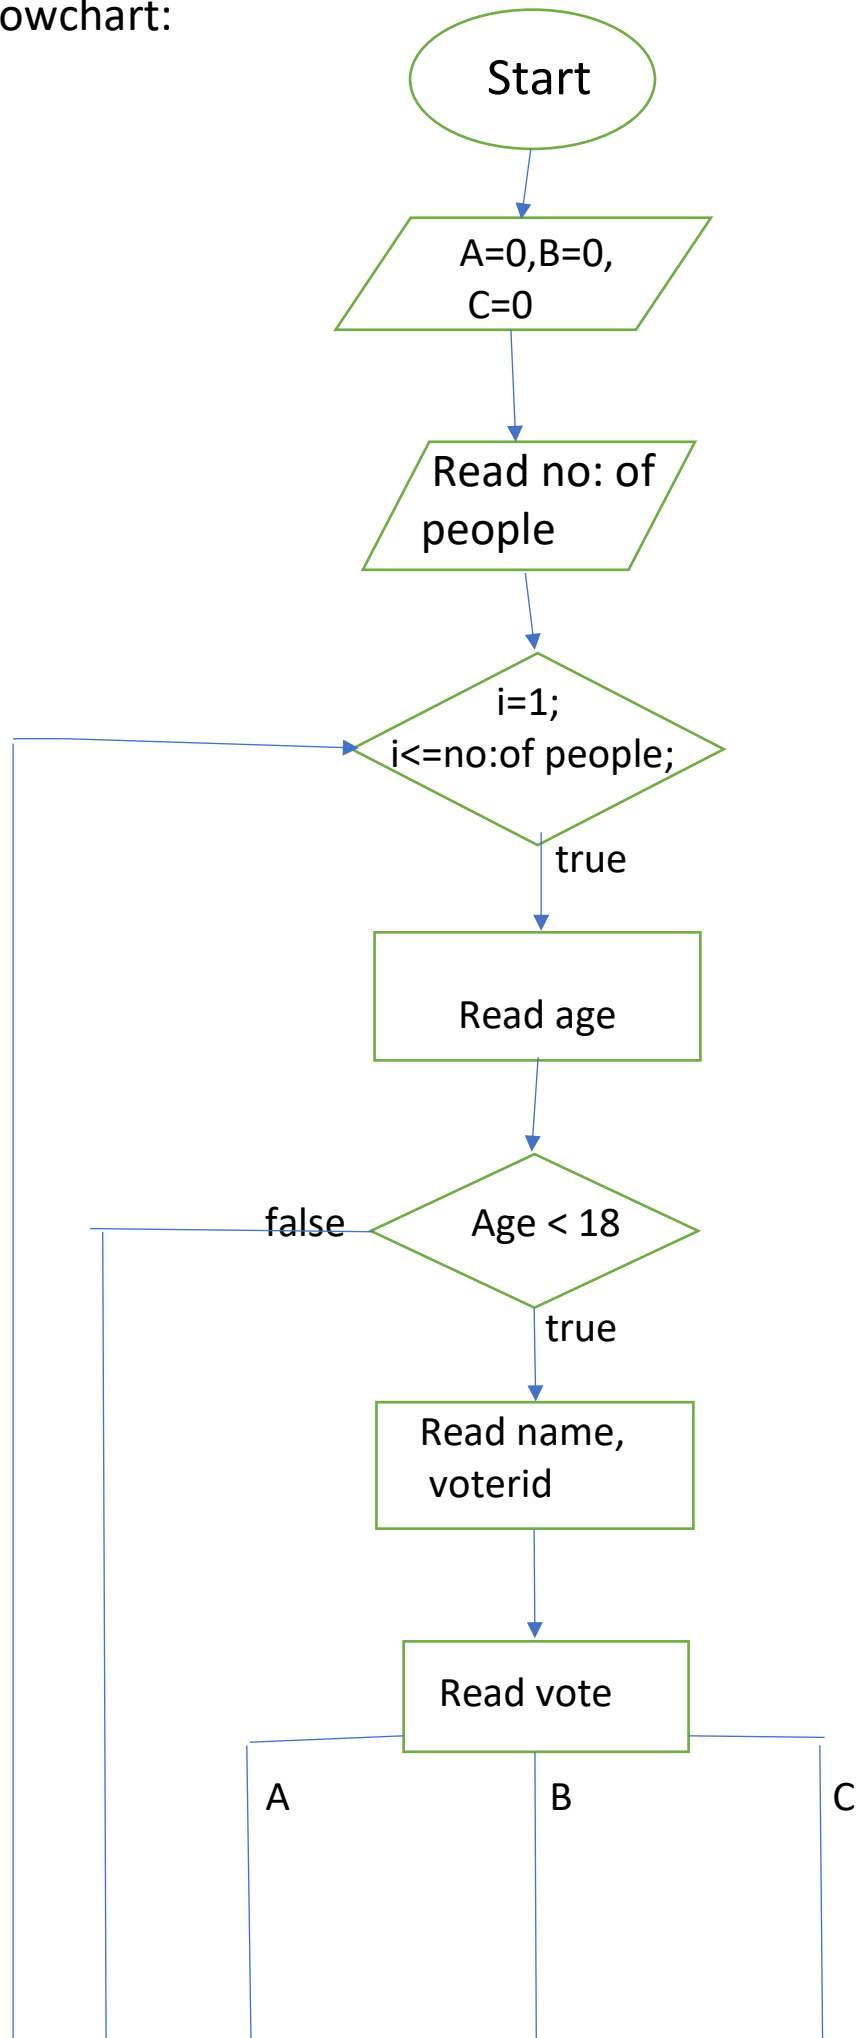 owchart:
Start
A=0,B=0,
C=0
Read no: of
people
i=1;
i<=no:of people;
true
Read age
false
Age < 18
true
Read name,
voterid
Read vote
A
B
C